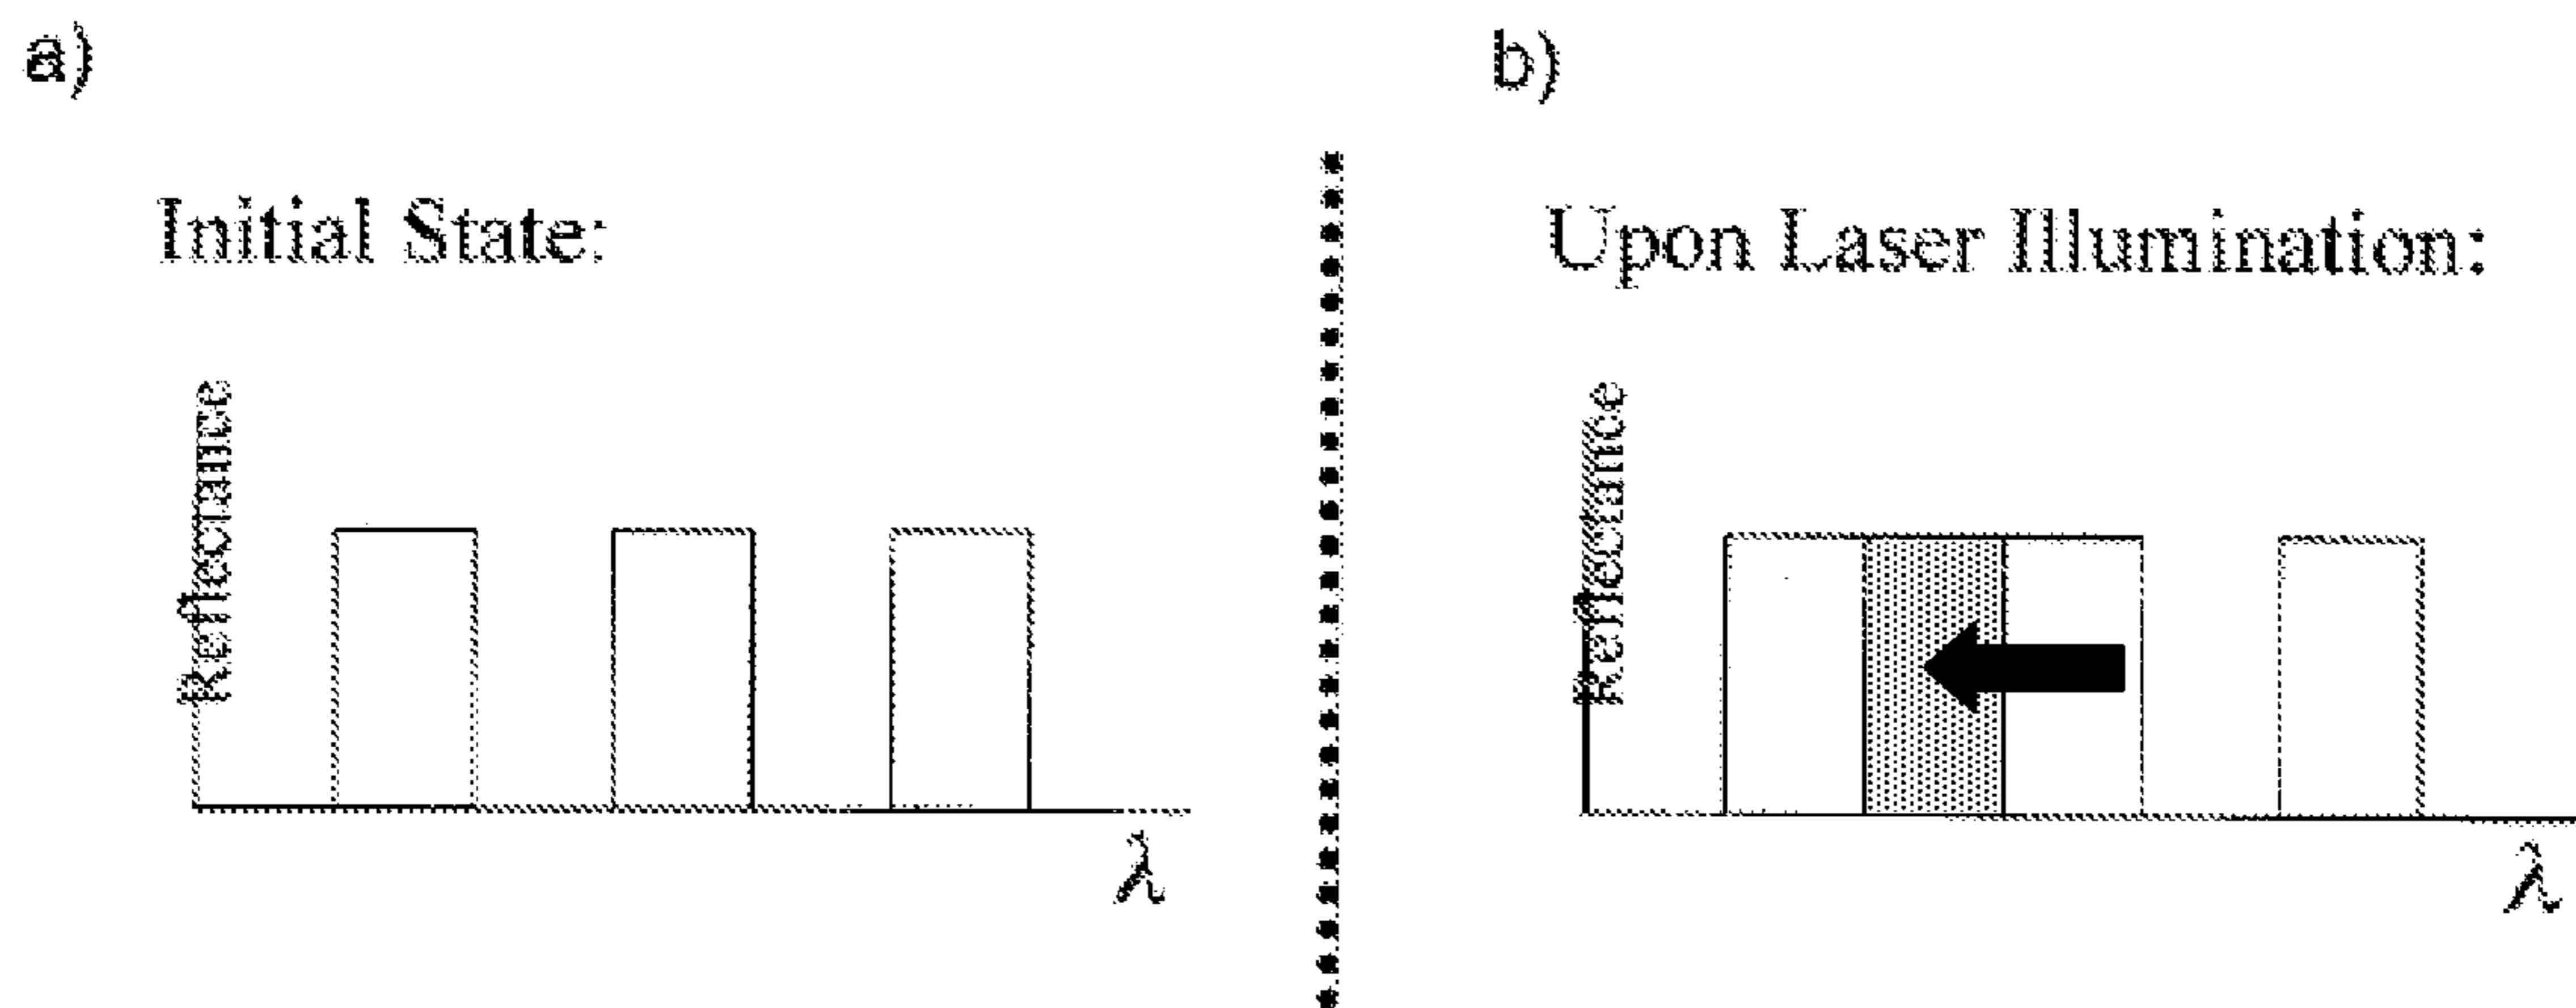 a)
Initial State:
Reflectance
λ
b)
Upon Laser Illumination:
Reflectance
λ